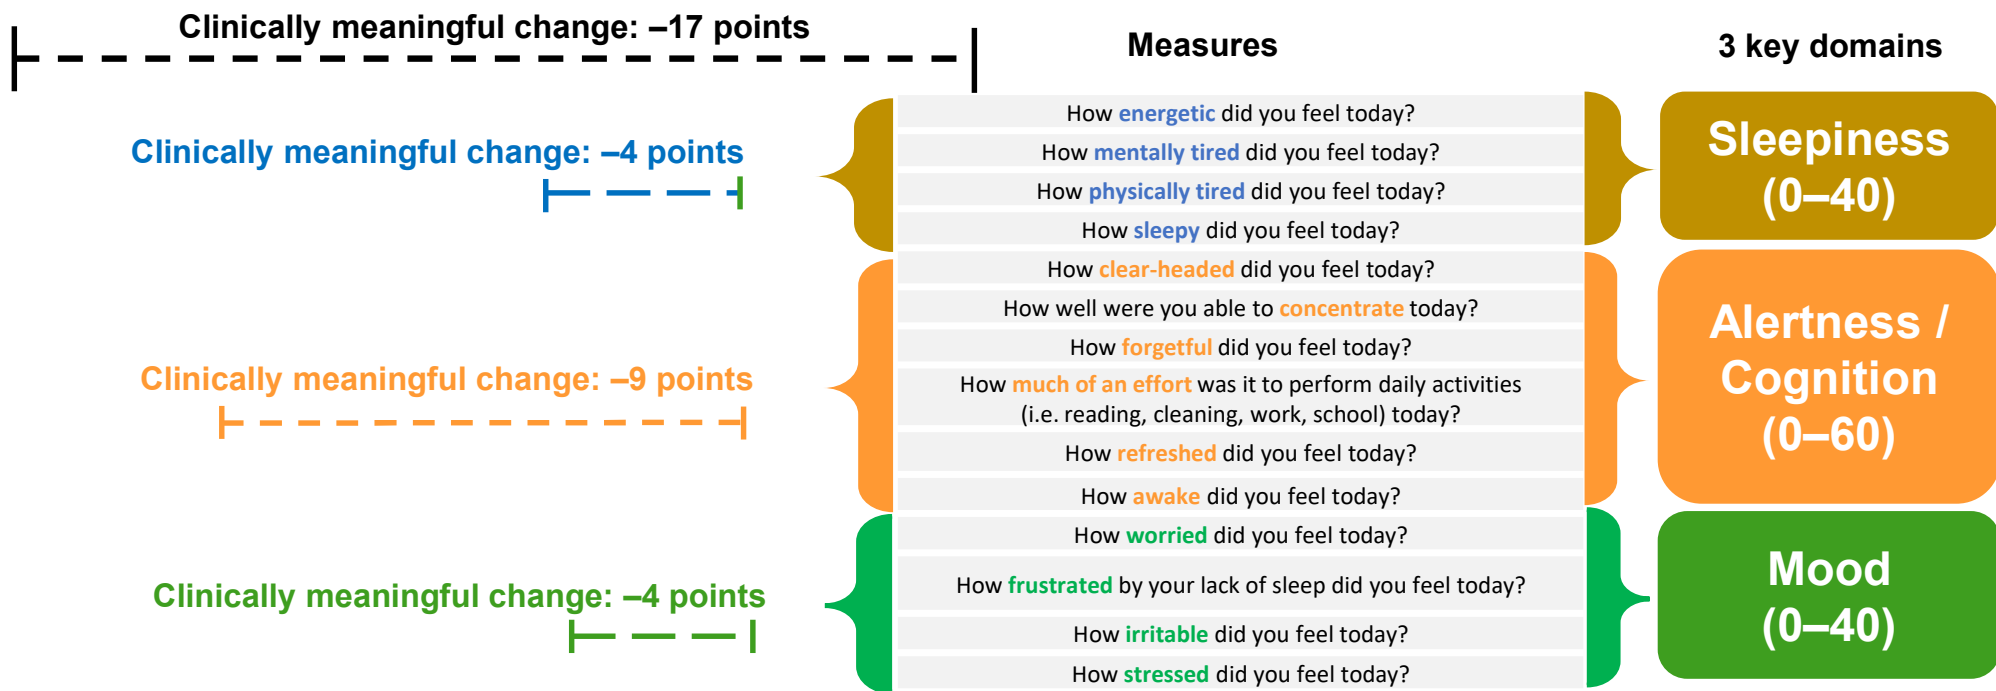 Clinically meaningful change: –17 points
Measures
3 key domains
Clinically meaningful change: –4 points
How energetic did you feel today?
How mentally tired did you feel today?
How physically tired did you feel today?
How sleepy did you feel today?
Sleepiness
(0–40)
Clinically meaningful change: –9 points
How clear-headed did you feel today?
How well were you able to concentrate today?
How forgetful did you feel today?
How much of an effort was it to perform daily activities
(i.e. reading, cleaning, work, school) today?
How refreshed did you feel today?
How awake did you feel today?
Alertness /
Cognition
(0–60)
Clinically meaningful change: –4 points
How worried did you feel today?
How frustrated by your lack of sleep did you feel today?
How irritable did you feel today?
How stressed did you feel today?
Mood
(0–40)